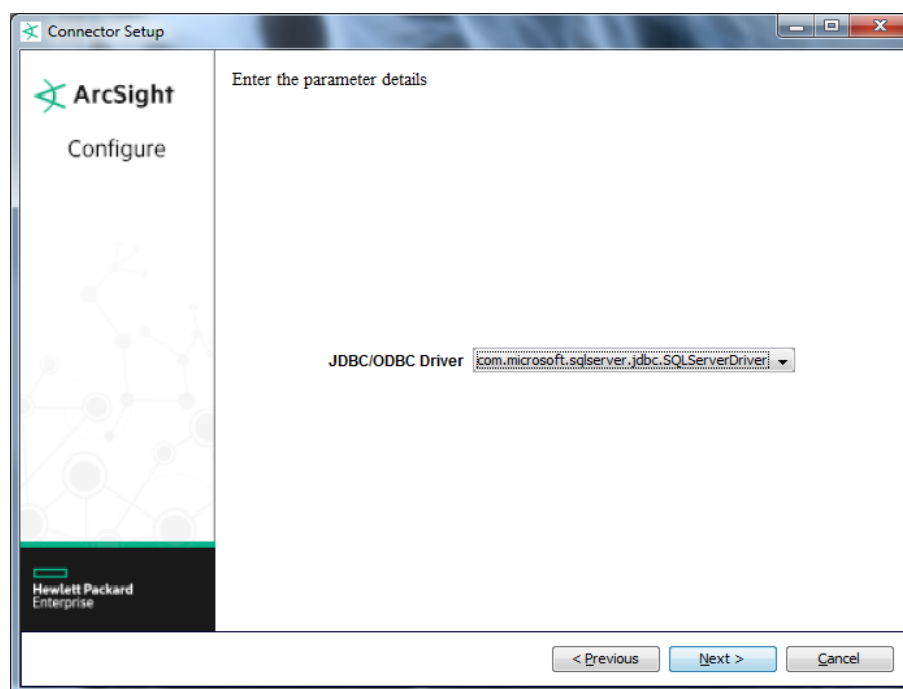 Connector Setup
ArcSight
Configure
Enter the parameter details
JDBC/ODBC Driver com.microsoft.sqlserver.jdbc.SQLServerDriver
Hewlett Packard
Enterprise
< Previous Next > Cancel